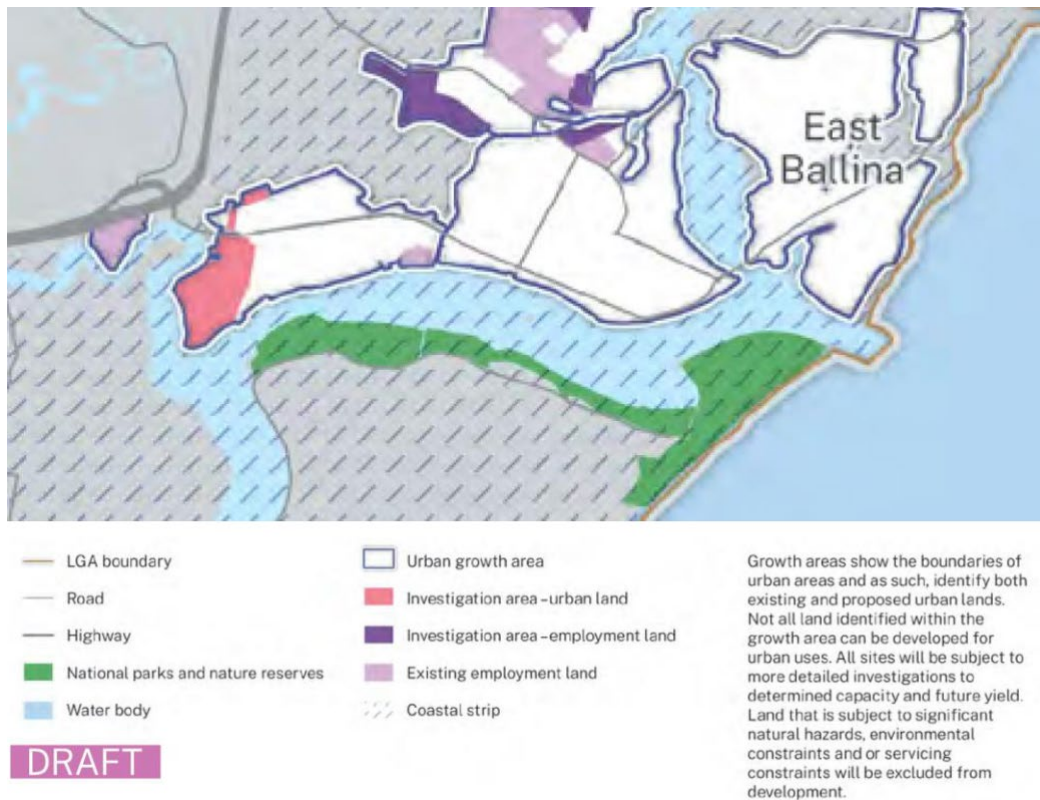 East
Ballina
LGA boundary
Road
Highway
National parks and nature reserves
Water body
Urban growth area
Investigation area – urban land
Investigation area – employment land
Existing employment land
Coastal strip
Growth areas show the boundaries of
urban areas and as such, identify both
existing and proposed urban lands.
Not all land identified within the
growth area can be developed for
urban uses. All sites will be subject to
more detailed investigations to
determined capacity and future yield.
Land that is subject to significant
natural hazards, environmental
constraints and or servicing
constraints will be excluded from
development.
DRAFT